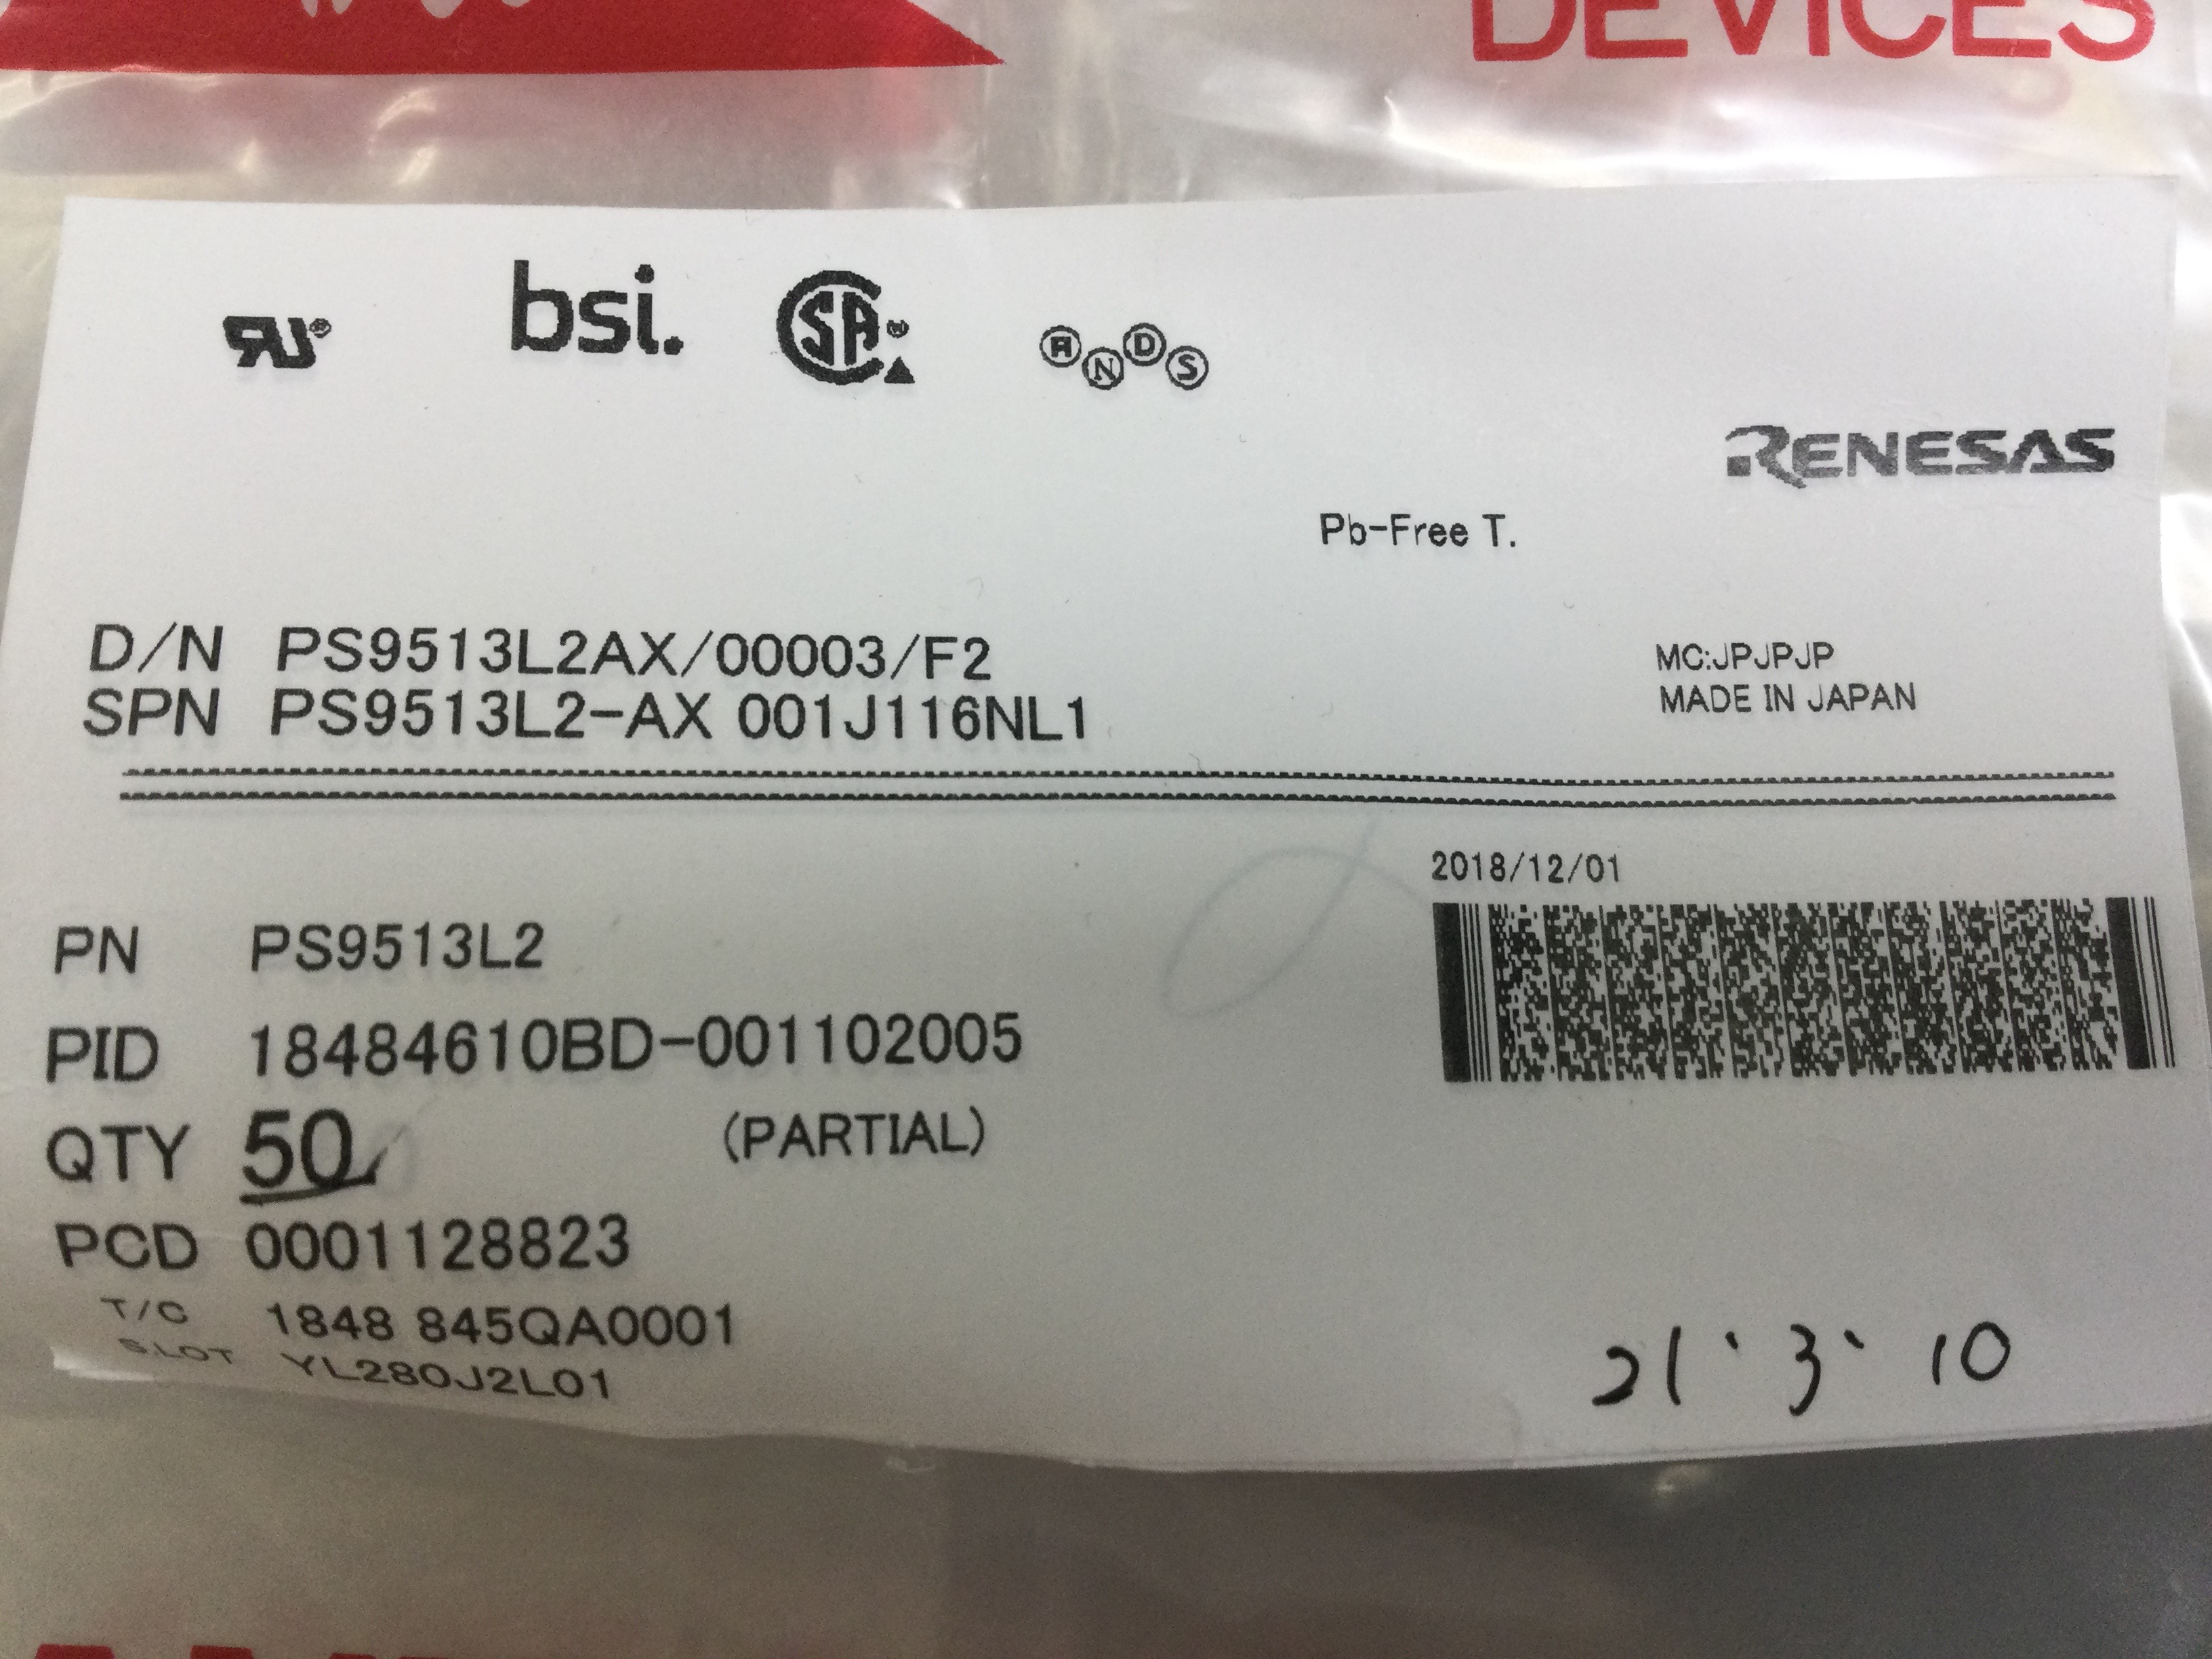 DEVICES
bsi.
SA
F N D S
RENESAS
Pb-Free T.
D/N PS9513L2AX/00003/F2
SPN PS9513L2-AX 001J116NL1
MC:JPJPJP
MADE IN JAPAN
2018/12/01
PN PS9513L2
PID 18484610BD-001102005
QTY 50 (PARTIAL)
PCD 0001128823
T/C 1848 845QA0001
S.LOT YL280J2L01
21・3・10